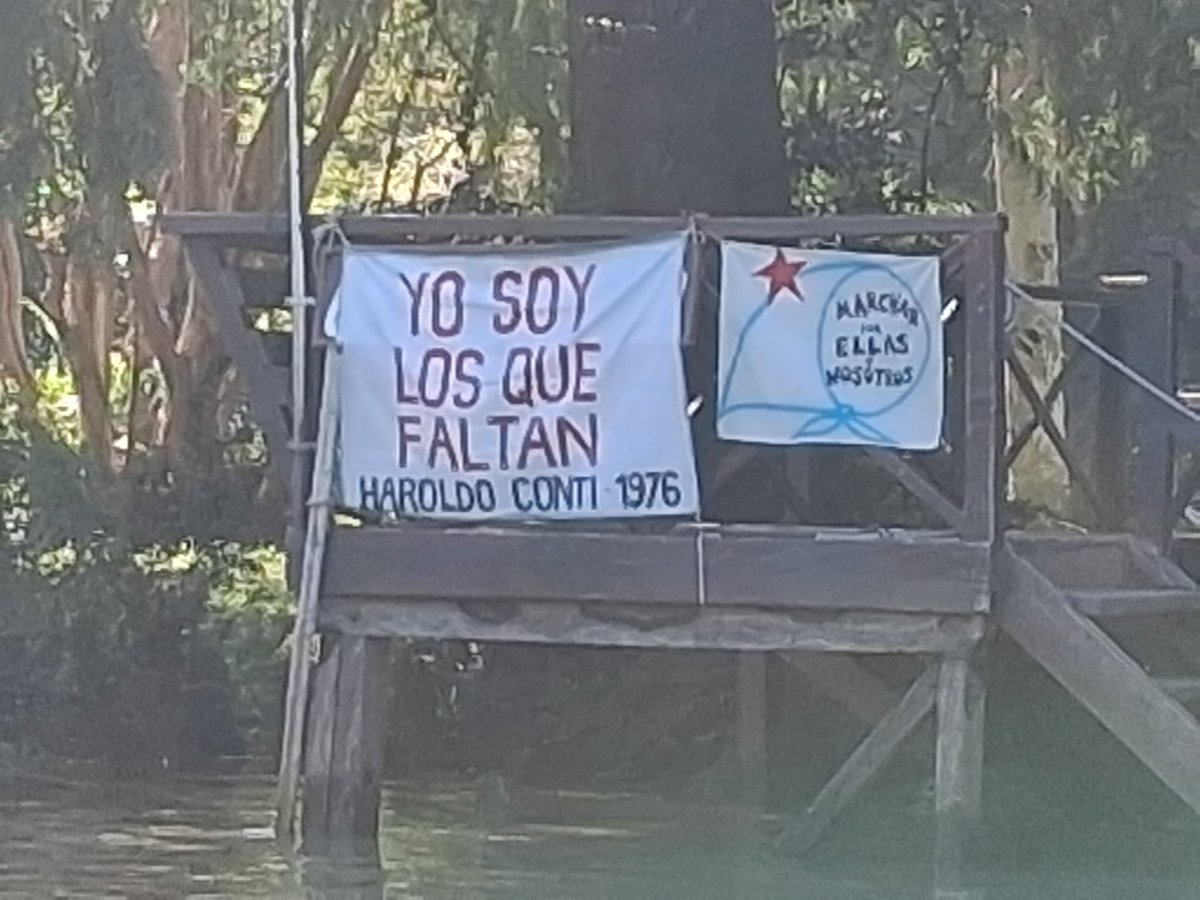 YO SOY
LOS QUE
FALTAN
HAROLDO CONTI - 1976
MARCHAR
POR
ELLAS
Y
NOSOTROS